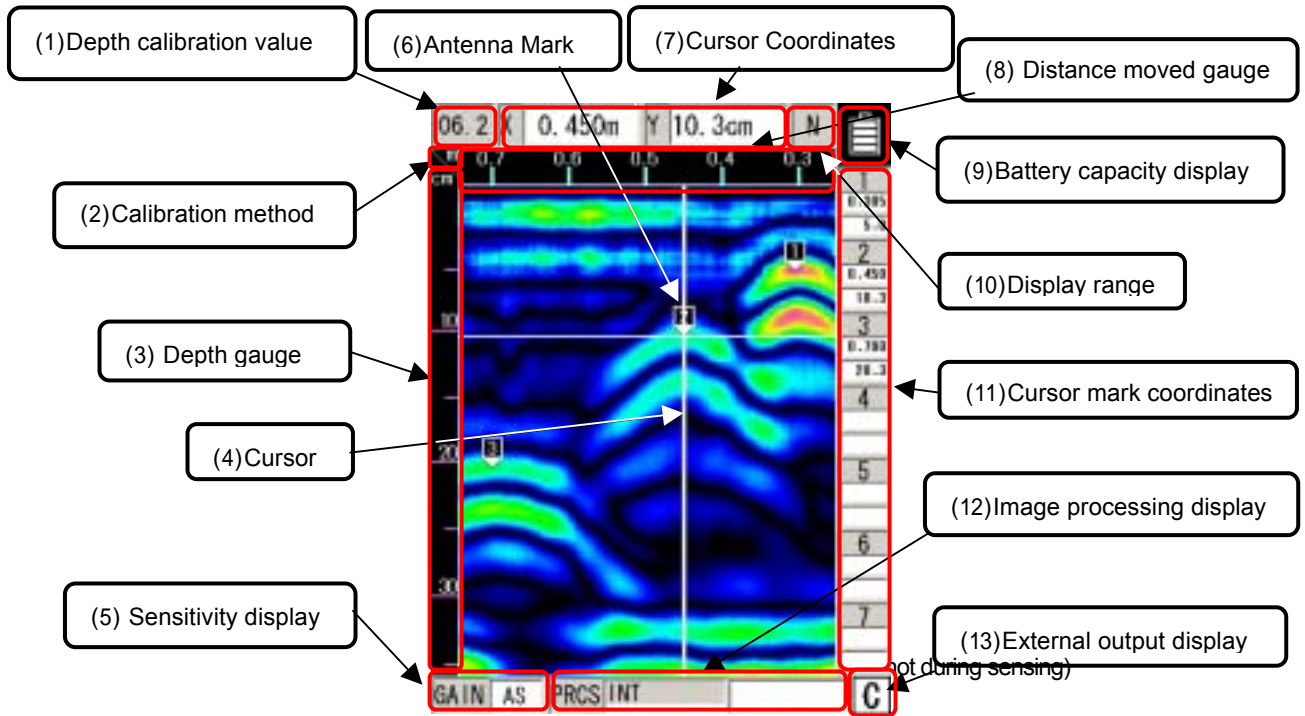 (1)Depth calibration value
(6)Antenna Mark
(7)Cursor Coordinates
(8) Distance moved gauge
06.2 X 0.450m Y 10.3cm N
0.7 0.6 0.5 0.4 0.3
cm
(2)Calibration method
(9)Battery capacity display
1
5.
2
0.450
10.3
3
0.700
20.3
4
5
6
7
1
2
3
10
20
30
(10)Display range
(3) Depth gauge
(11)Cursor mark coordinates
(4)Cursor
(12)Image processing display
(5) Sensitivity display
(13)External output display
not during sensing)
GAIN AS PRCS INT C